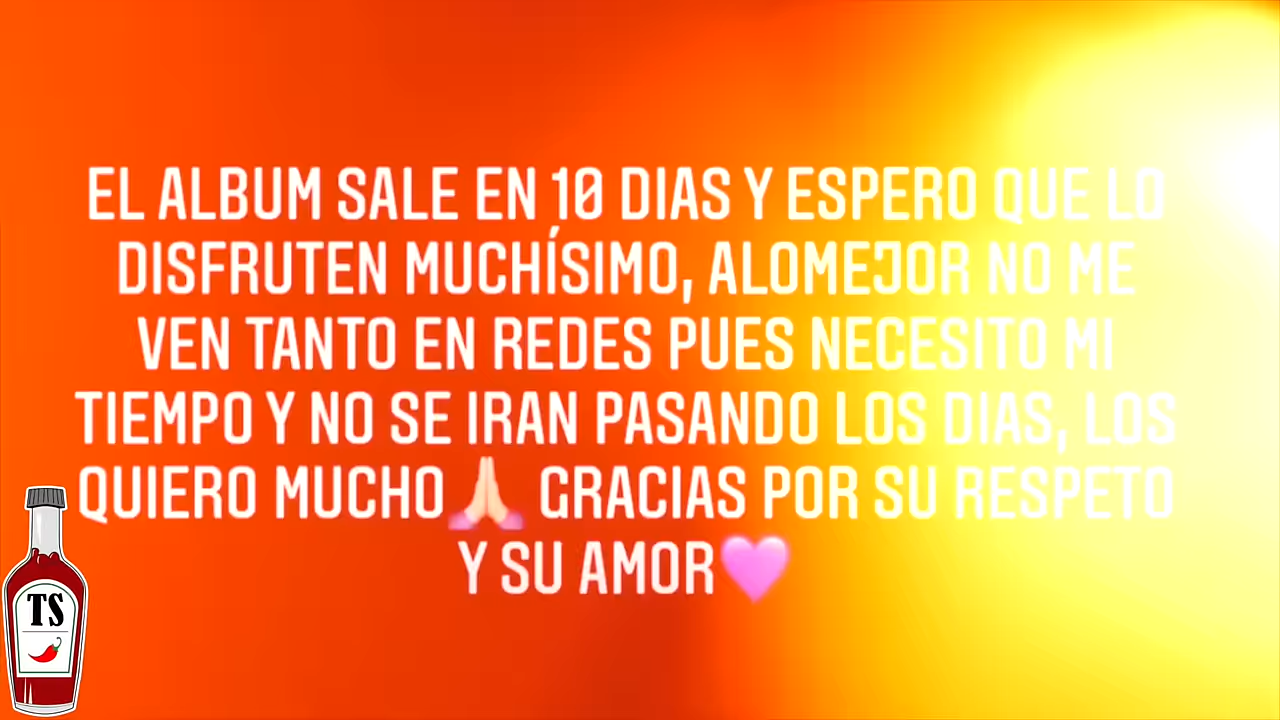 EL ALBUM SALE EN 10 DIAS Y ESPERO QUE LO
DISFRUTEN MUCHÍSIMO, ALOMEJOR NO ME
VEN TANTO EN REDES PUES NECESITO MI
TIEMPO Y NO SE IRAN PASANDO LOS DIAS, LOS
QUIERO MUCHO🙏🏻 GRACIAS POR SU RESPETO
Y SU AMOR🩷
TS